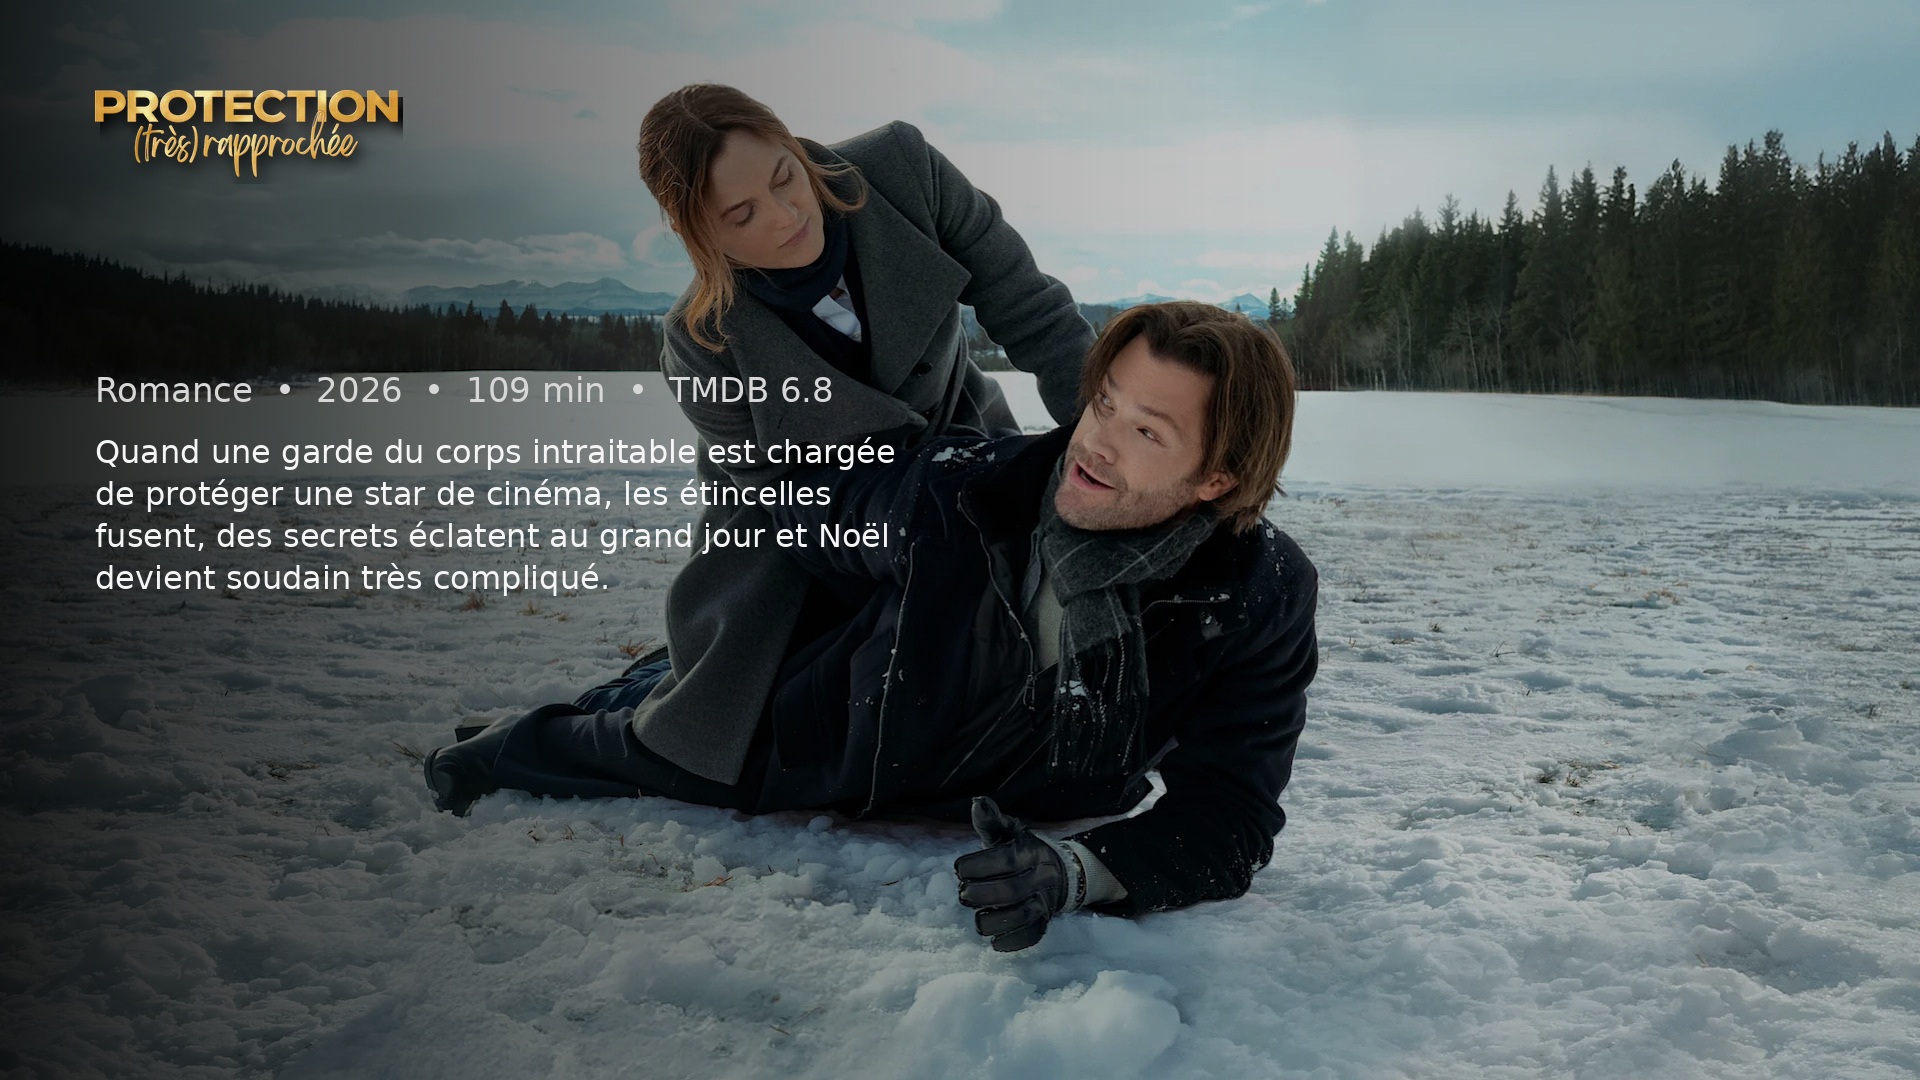 PROTECTION
(très) rapprochée
Romance • 2026 • 109 min • TMDB 6.8
Quand une garde du corps intraitable est chargée
de protéger une star de cinéma, les étincelles
fusent, des secrets éclatent au grand jour et Noël
devient soudain très compliqué.